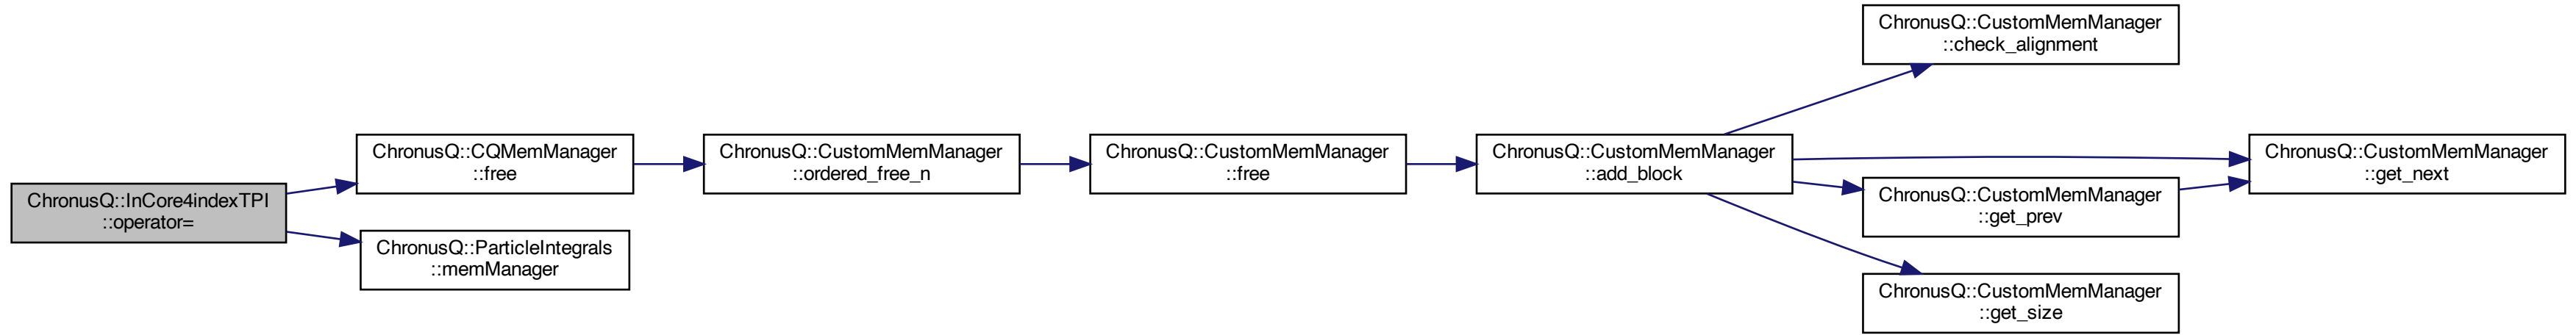 ChronusQ::InCore4indexTPI
::operator=
ChronusQ::CQMemManager
::free
ChronusQ::ParticleIntegrals
::memManager
ChronusQ::CustomMemManager
::ordered_free_n
ChronusQ::CustomMemManager
::free
ChronusQ::CustomMemManager
::add_block
ChronusQ::CustomMemManager
::check_alignment
ChronusQ::CustomMemManager
::get_prev
ChronusQ::CustomMemManager
::get_size
ChronusQ::CustomMemManager
::get_next